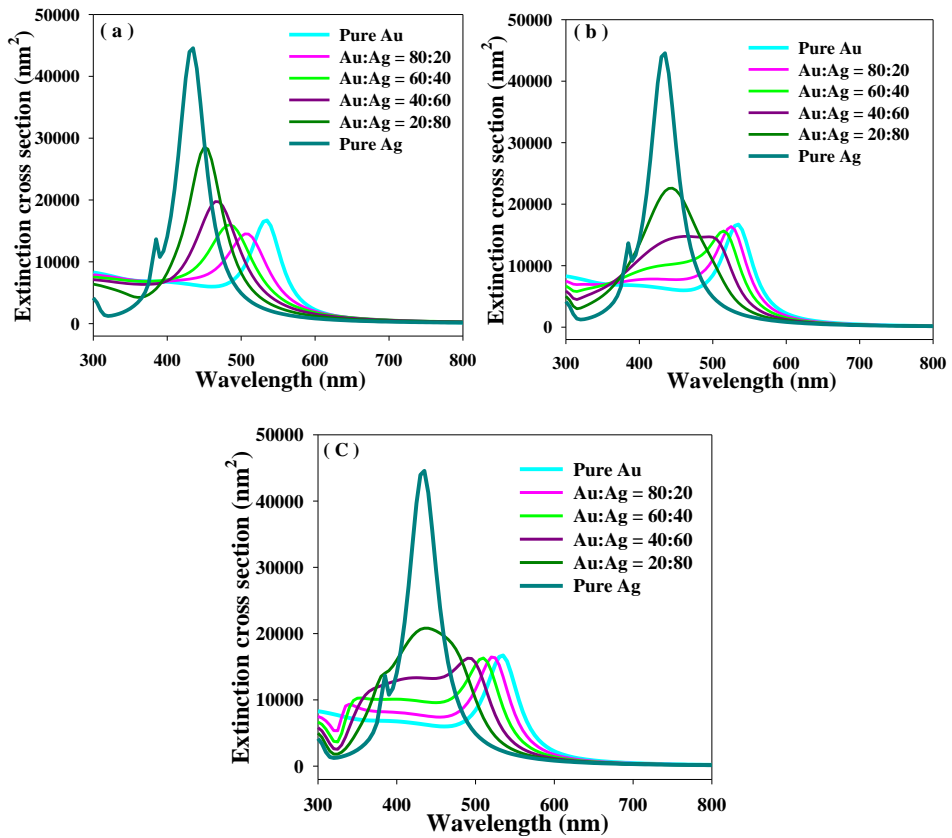 ( a )
50000
40000
30000
20000
10000
0
Extinction cross section (nm²)
Pure Au
Au:Ag = 80:20
Au:Ag = 60:40
Au:Ag = 40:60
Au:Ag = 20:80
Pure Ag
300 400 500 600 700 800
Wavelength (nm)
( b )
50000
40000
30000
20000
10000
0
Extinction cross section (nm²)
Pure Au
Au:Ag = 80:20
Au:Ag = 60:40
Au:Ag = 40:60
Au:Ag = 20:80
Pure Ag
300 400 500 600 700 800
Wavelength (nm)
( C )
50000
40000
30000
20000
10000
0
Extinction cross section (nm²)
Pure Au
Au:Ag = 80:20
Au:Ag = 60:40
Au:Ag = 40:60
Au:Ag = 20:80
Pure Ag
300 400 500 600 700 800
Wavelength (nm)